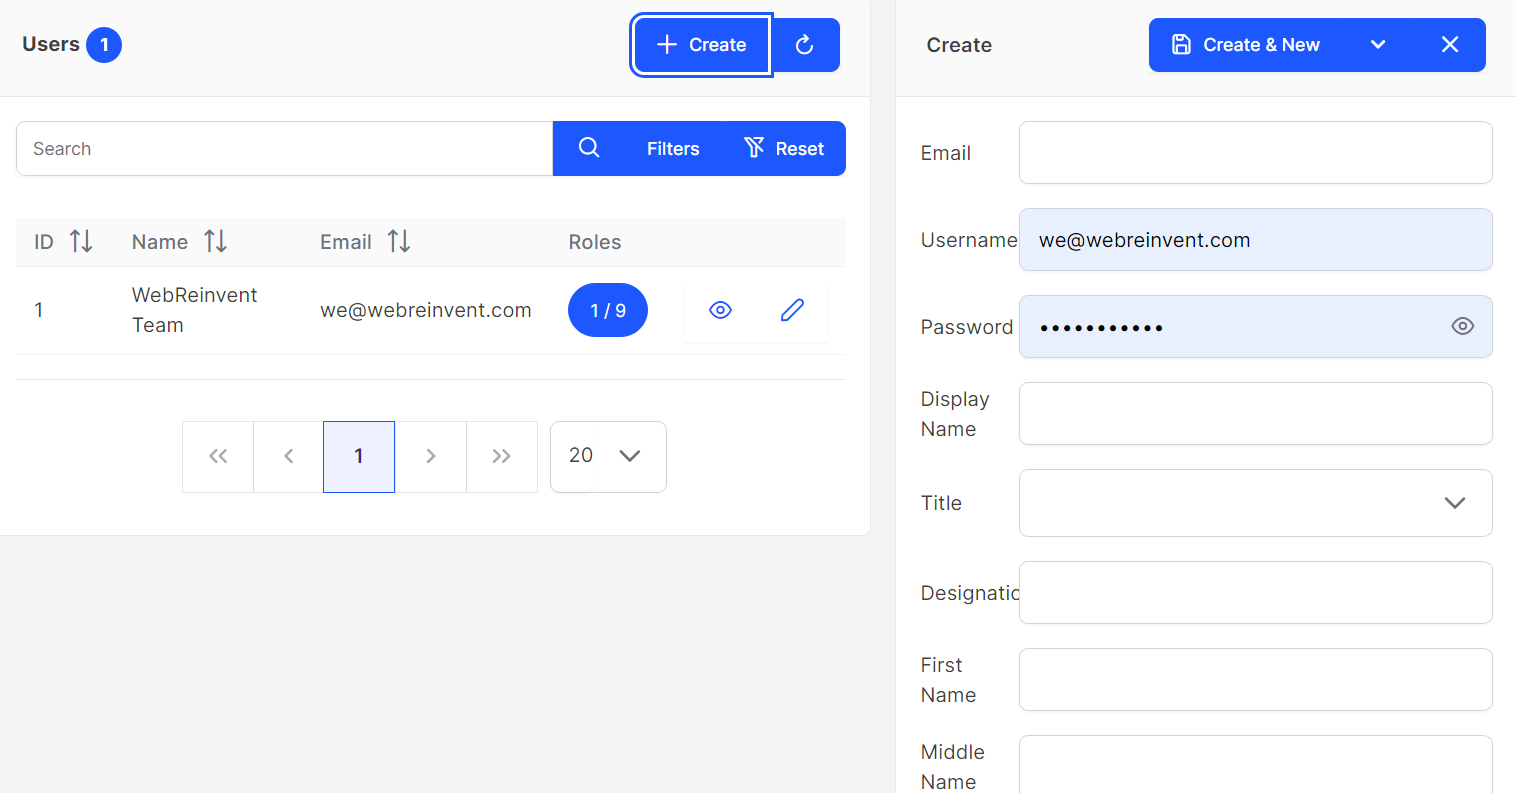 Users 1
Create
Search
Filters
Reset
ID
Name
Email
Roles
1
WebReinvent
Team
we@webreinvent.com
1 / 9
1
20
Create
Create & New
Email
Username
we@webreinvent.com
Password
•••••••••••
Display
Name
Title
Designatic
First
Name
Middle
Name